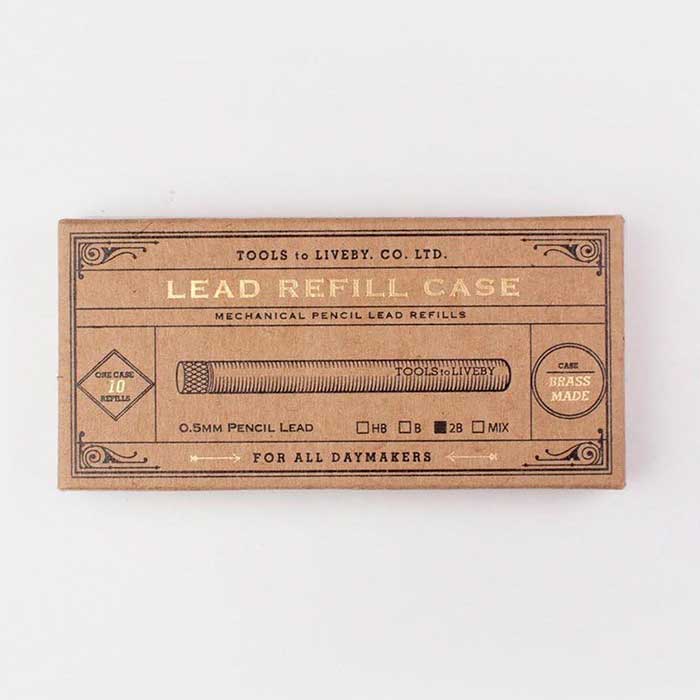 TOOLS to LIVEBY. CO. LTD.
LEAD REFILL CASE
MECHANICAL PENCIL LEAD REFILLS
ONE CASE
10
REFILLS
TOOLS to LIVEBY
CASE
BRASS
MADE
0.5MM PENCIL LEAD HB B 2B MIX
FOR ALL DAYMAKERS